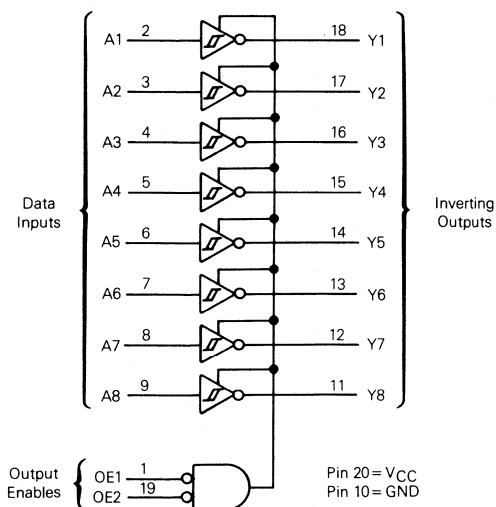 A1 2 18 Y1
A2 3 17 Y2
A3 4 16 Y3
A4 5 15 Y4
Data
Inputs
Inverting
Outputs
A5 6 14 Y5
A6 7 13 Y6
A7 8 12 Y7
A8 9 11 Y8
Output
Enables
OE1 1
OE2 19
Pin 20 = VCC
Pin 10 = GND